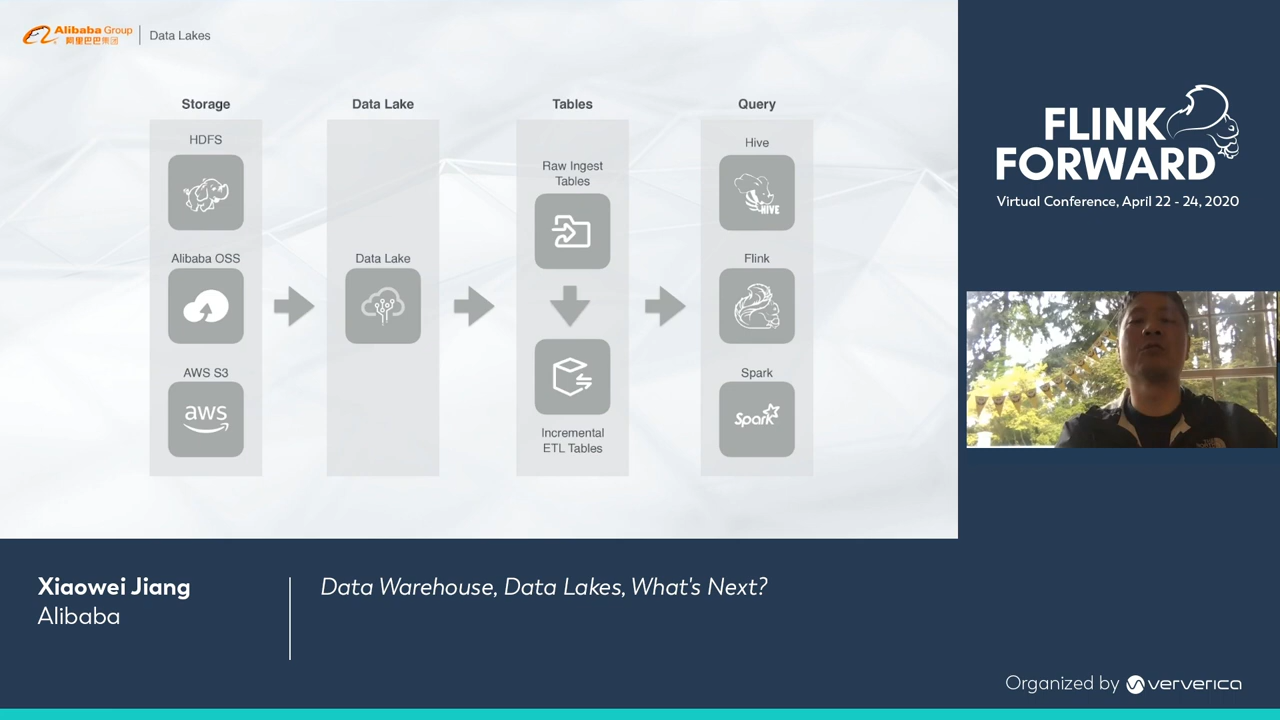 Alibaba Group
阿里巴巴集团
Data Lakes
Storage
Data Lake
Tables
Query
HDFS
Alibaba OSS
AWS S3
aws
Data Lake
Raw Ingest
Tables
Incremental
ETL Tables
Hive
HIVE
Flink
Spark
Spark
FLINK
FORWARD
Virtual Conference, April 22 - 24, 2020
Xiaowei Jiang
Alibaba
Data Warehouse, Data Lakes, What's Next?
Organized by ververica